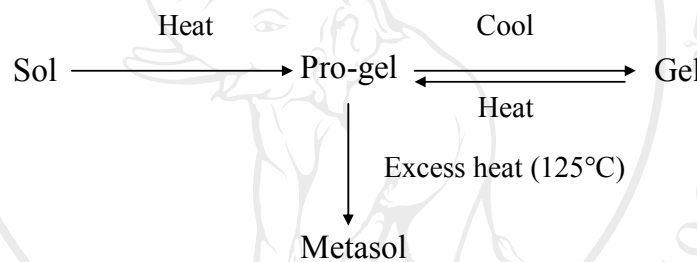 Heat
Cool
Sol
Pro-gel
Gel
Heat
Excess heat (125°C)
Metasol